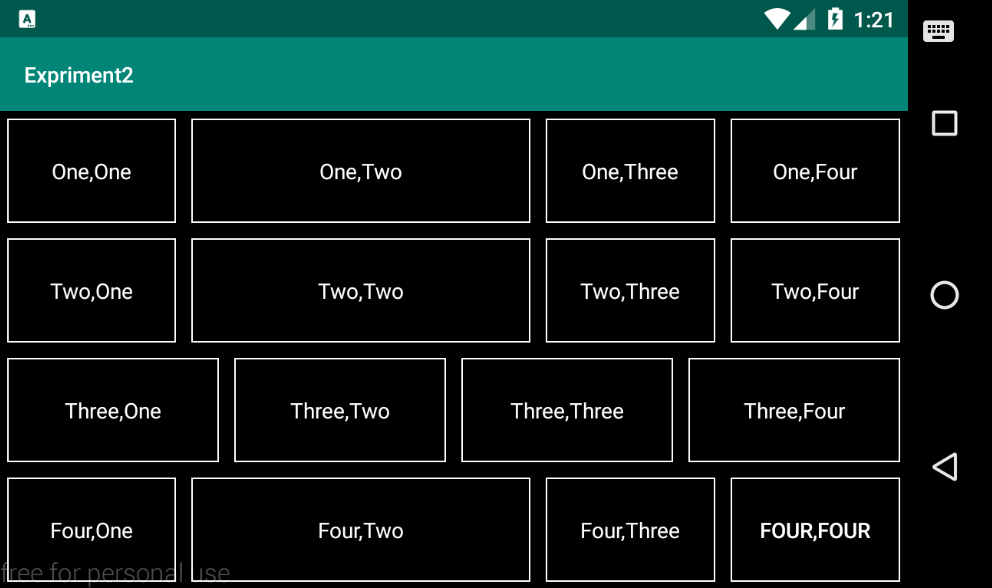 1:21
Expriment2
One,One One,Two One,Three One,Four
Two,One Two,Two Two,Three Two,Four
Three,One Three,Two Three,Three Three,Four
Four,One Four,Two Four,Three FOUR,FOUR
free for personal use